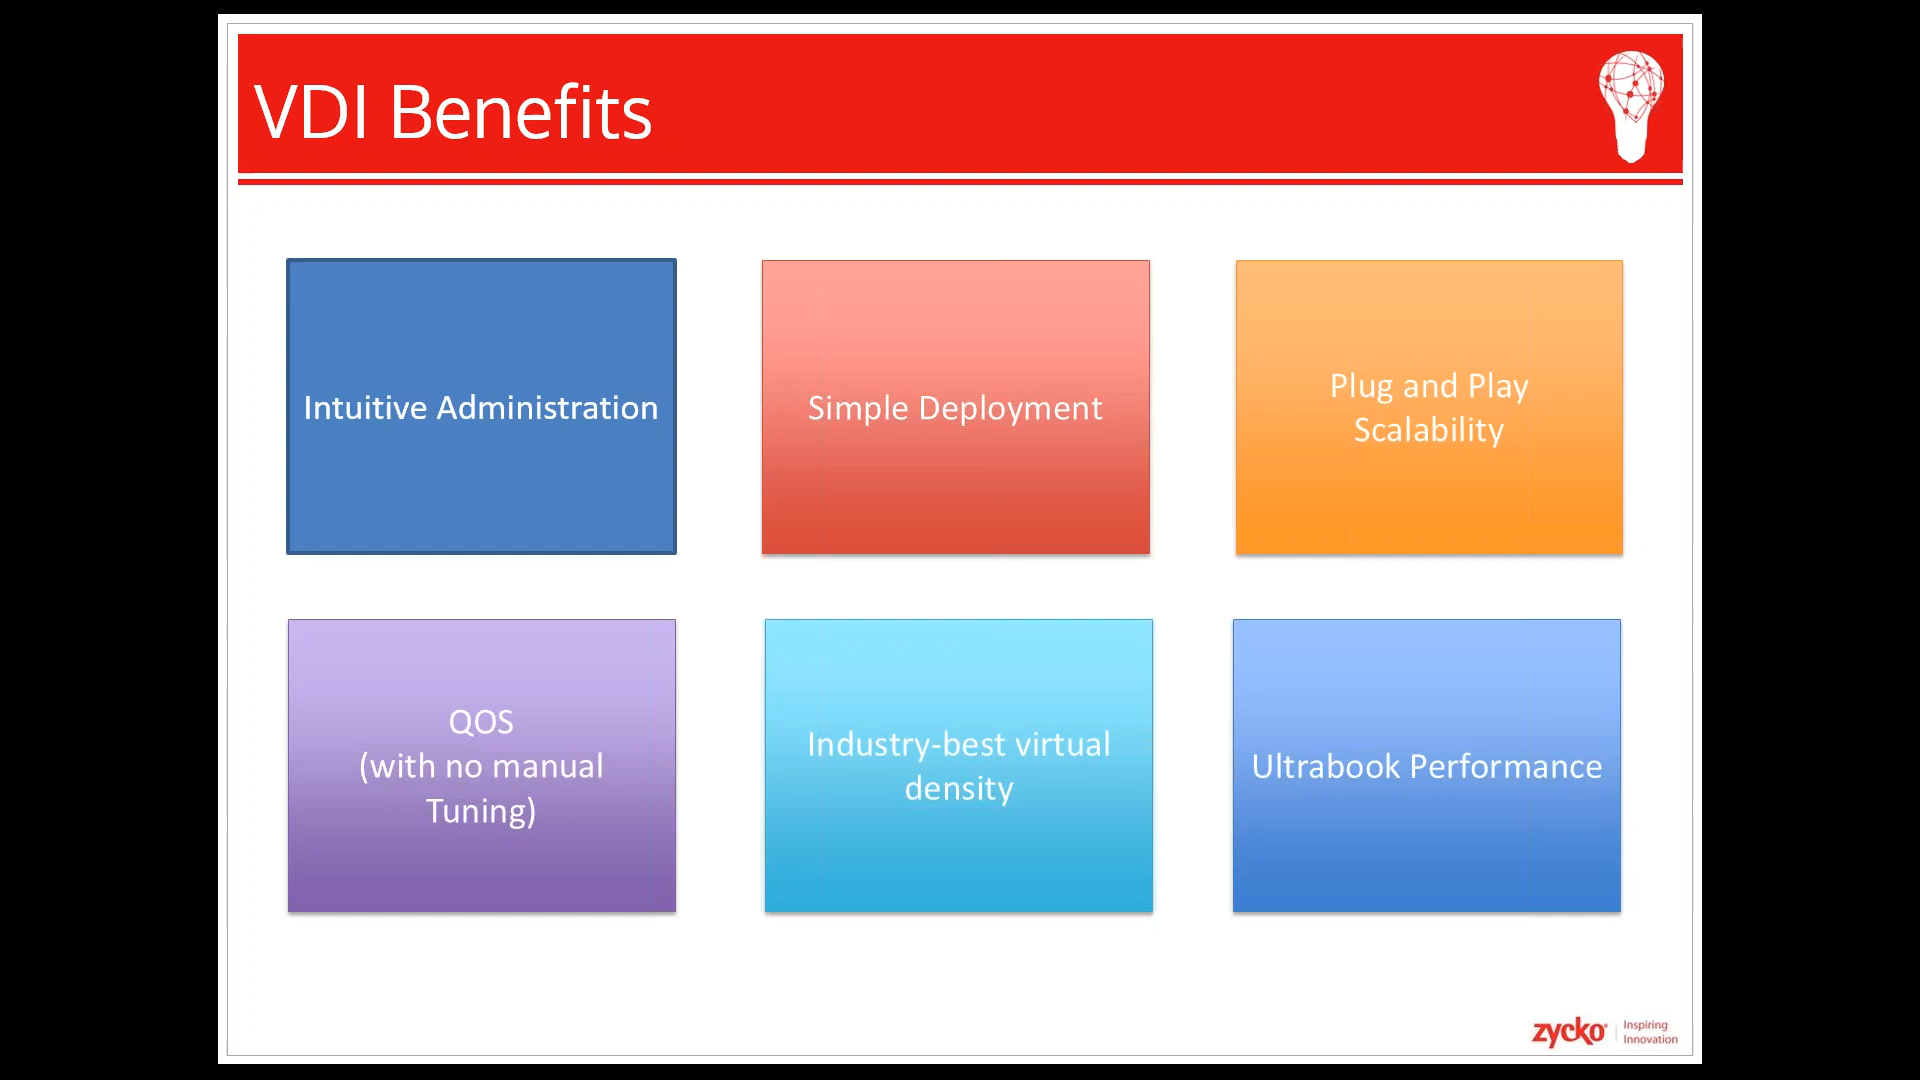 VDI Benefits
Intuitive Administration
Simple Deployment
Plug and Play
Scalability
QOS
(with no manual
Tuning)
Industry-best virtual
density
Ultrabook Performance
zycko
Inspiring
Innovation